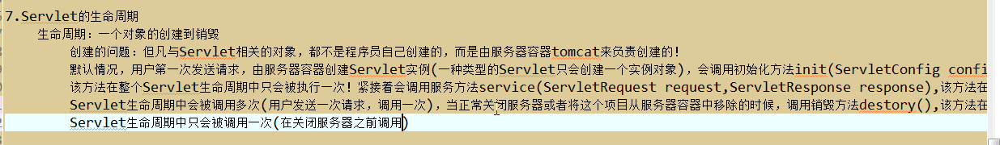 7.Servlet的生命周期
生命周期：一个对象的创建到销毁
创建的问题：但凡与Servlet相关的对象，都不是程序员自己创建的，而是由服务器容器tomcat来负责创建的！
默认情况，用户第一次发送请求，由服务器容器创建Servlet实例(一种类型的Servlet只会创建一个实例对象)，会调用初始化方法init(ServletConfig confi
该方法在整个Servlet生命周期中只会被执行一次！紧接着会调用服务方法service(ServletRequest request,ServletResponse response),该方法在
Servlet生命周期中会被调用多次(用户发送一次请求，调用一次)，当正常关闭服务器或者将这个项目从服务器容器中移除的时候，调用销毁方法destory(),该方法在
Servlet生命周期中只会被调用一次(在关闭服务器之前调用)